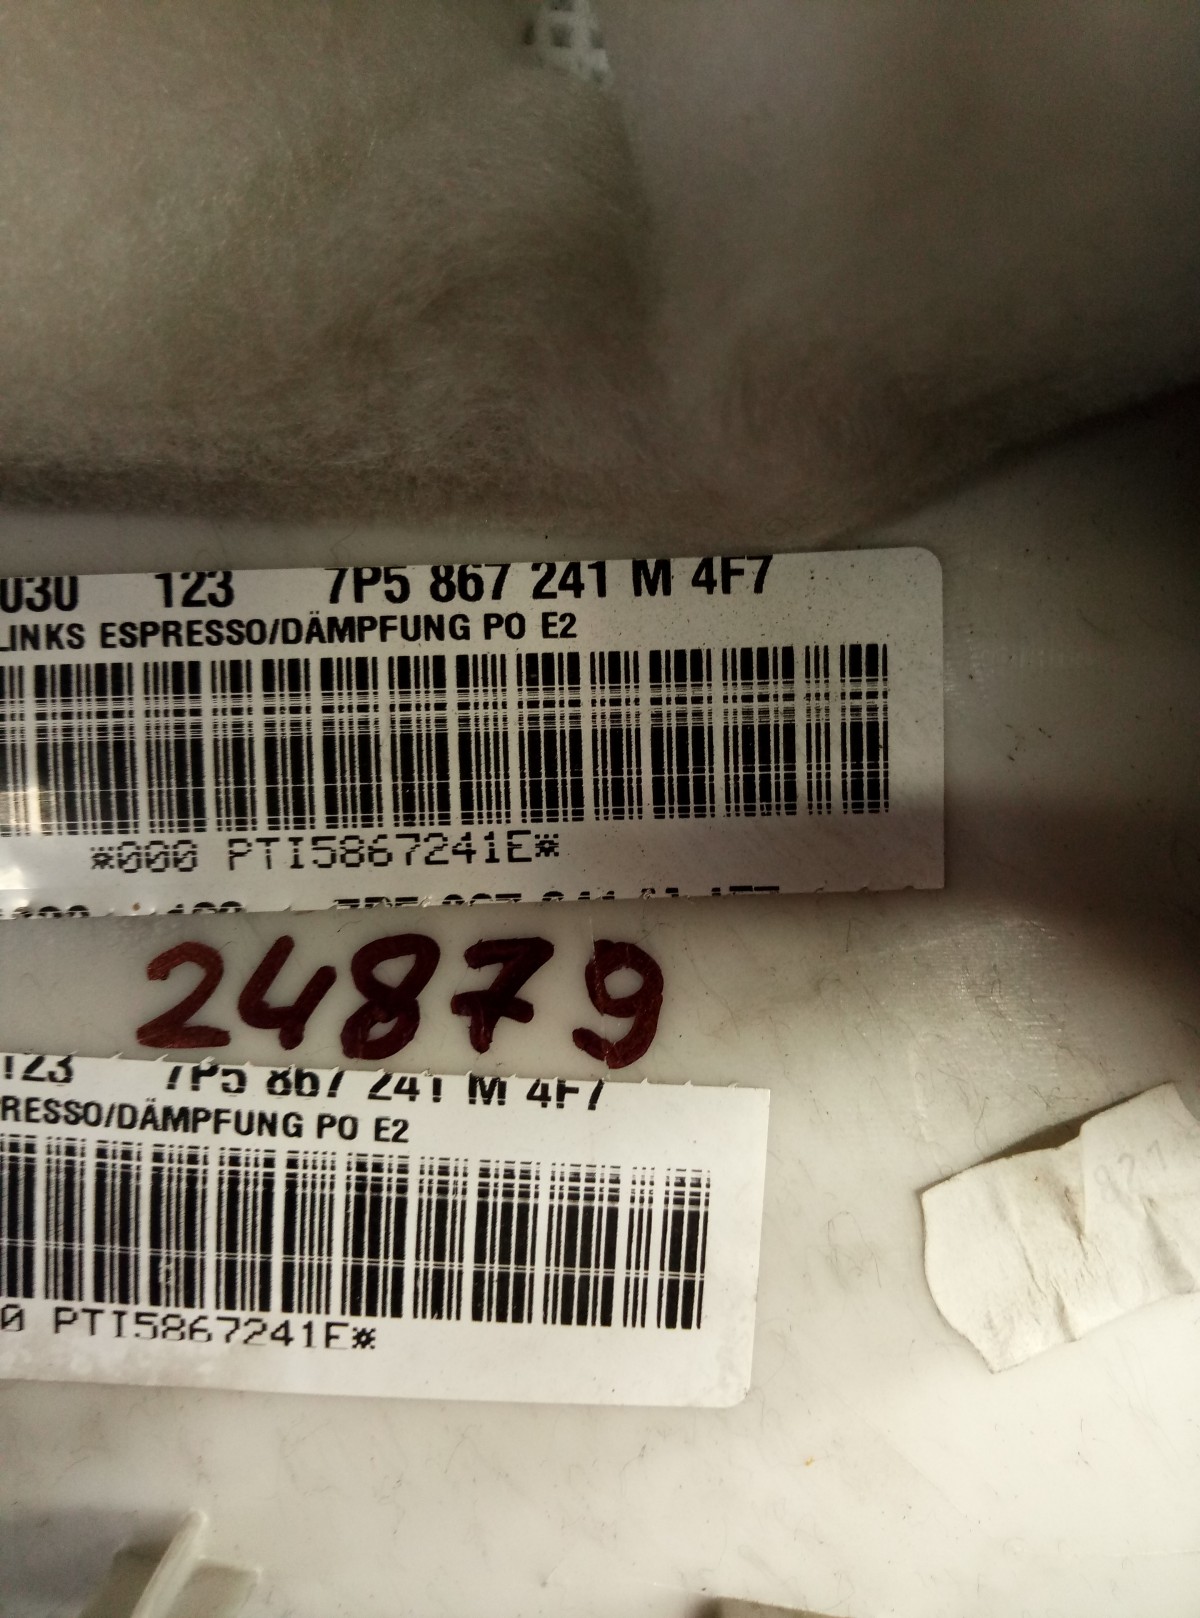 030 123 7P5 867 241 M 4F7
LINKS ESPRESSO/DÄMPFUNG PO E2
*000 PTI5867241E*
24879
123 7P5 867 241 M 4F7
RESSO/DÄMPFUNG PO E2
0 PTI5867241E*